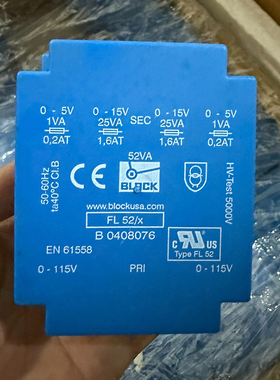 0 - 5V 0 - 15V SEC 0 - 15V 0 - 5V
1VA 25VA 25VA 1VA
0,2AT 1,6AT 1,6AT 0,2AT
52VA
50-60Hz
ta40°C Cl.B
BLOCK
HV-Test 5000V
FL 52/x
www.blockusa.com
B 0408076
EN 61558
C RU US
Type FL 52
0 - 115V PRI 0 - 115V